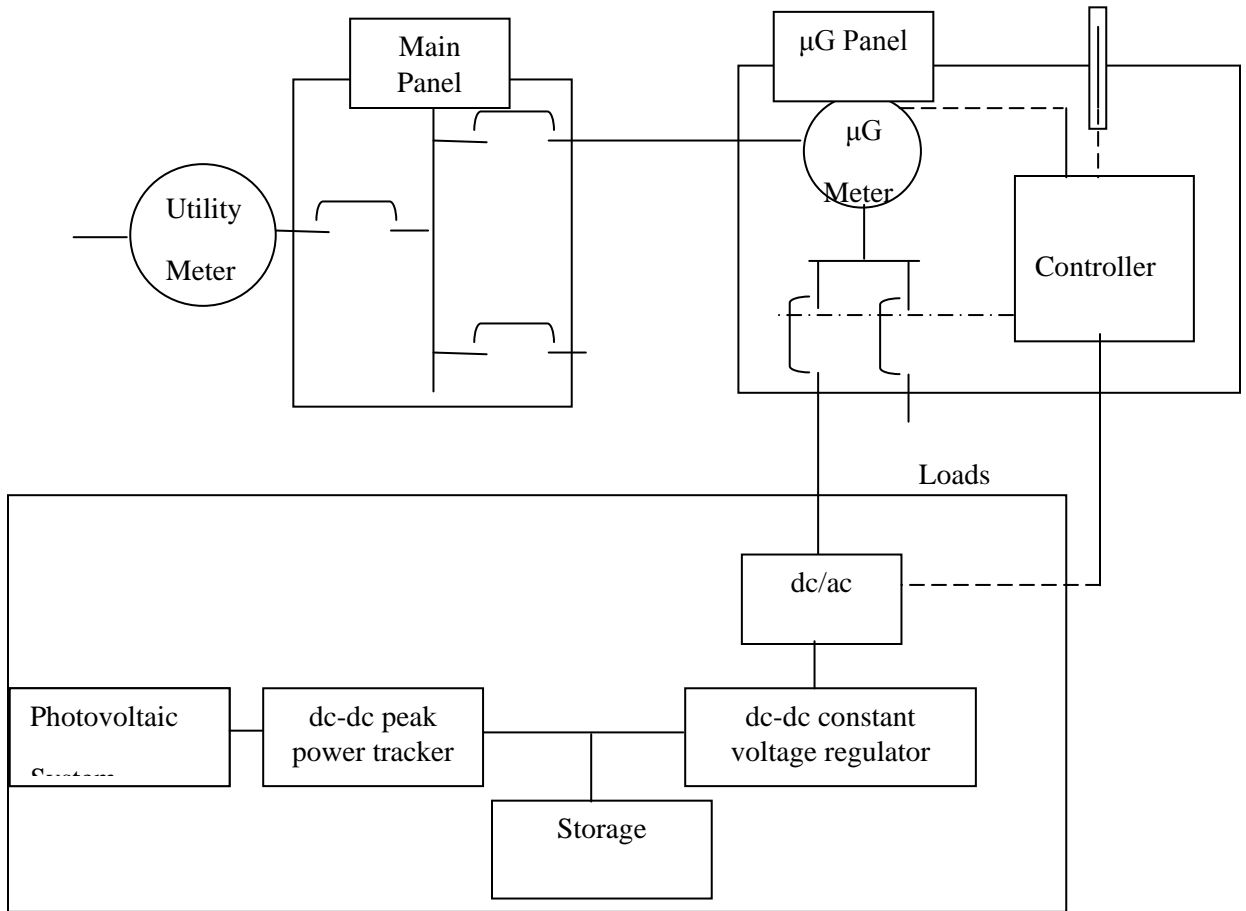 Main
Panel
μG Panel
μG
Meter
Utility
Meter
Controller
Loads
dc/ac
Photovoltaic
System
dc-dc peak
power tracker
dc-dc constant
voltage regulator
Storage